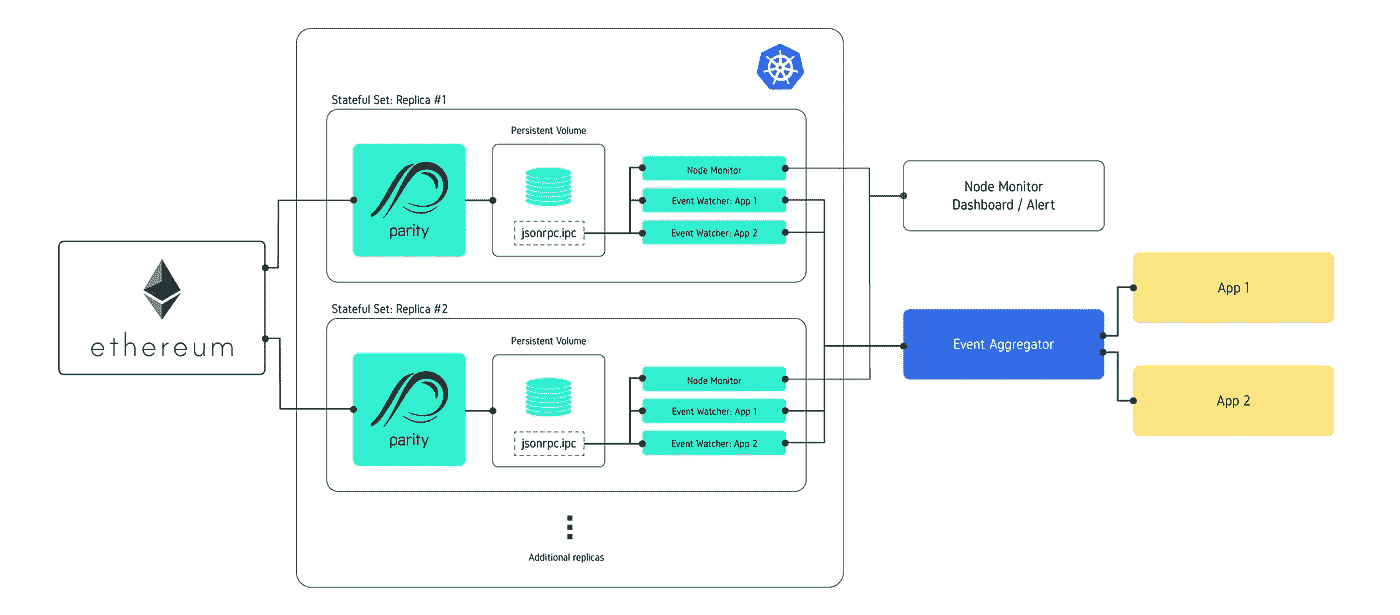 Stateful Set: Replica #1
Persistent Volume
parity
jsonrpc.ipc
Node Monitor
Event Watcher: App 1
Event Watcher: App 2
ethereum
Stateful Set: Replica #2
Persistent Volume
parity
jsonrpc.ipc
Node Monitor
Event Watcher: App 1
Event Watcher: App 2
Additional replicas
Node Monitor
Dashboard / Alert
Event Aggregator
App 1
App 2